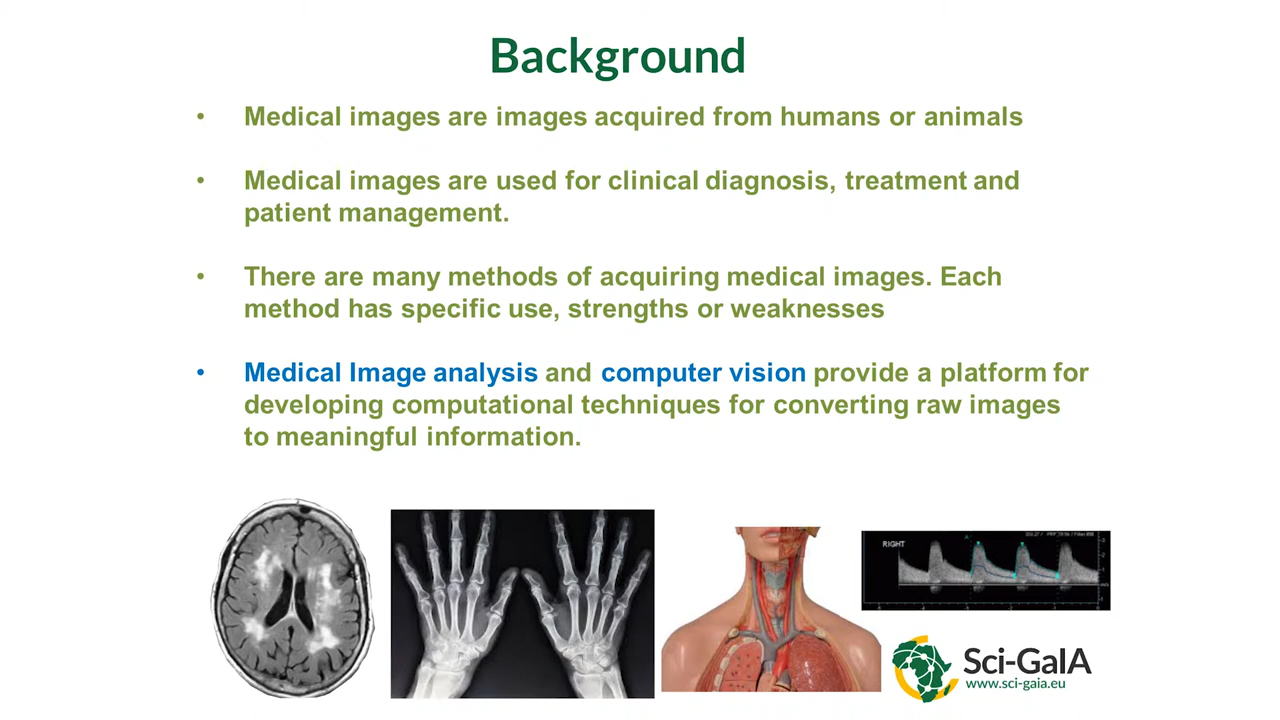 Background
• Medical images are images acquired from humans or animals
• Medical images are used for clinical diagnosis, treatment and
patient management.
• There are many methods of acquiring medical images. Each
method has specific use, strengths or weaknesses
• Medical Image analysis and computer vision provide a platform for
developing computational techniques for converting raw images
to meaningful information.
RIGHT
Sci-GaIA
www.sci-gaia.eu